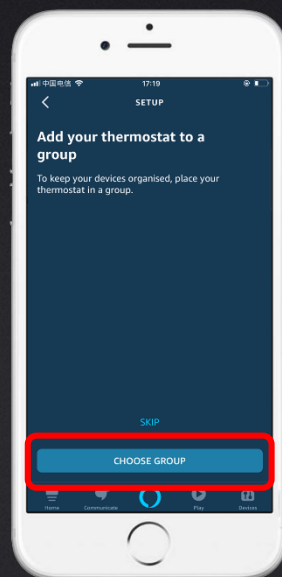 中国电信 17:19
SETUP
Add your thermostat to a
group
To keep your devices organised, place your
thermostat in a group.
SKIP
CHOOSE GROUP
Home Communicate Play Devices